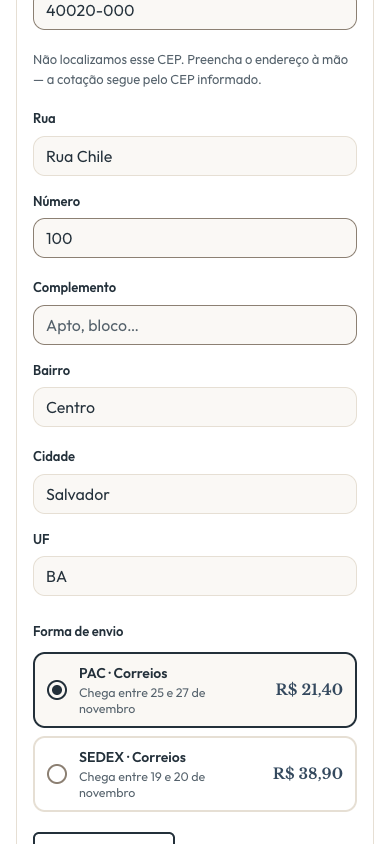 40020-000
Não localizamos esse CEP. Preencha o endereço à mão
— a cotação segue pelo CEP informado.
Rua
Rua Chile
Número
100
Complemento
Apto, bloco...
Bairro
Centro
Cidade
Salvador
UF
BA
Forma de envio
PAC · Correios
Chega entre 25 e 27 de
novembro
R$ 21,40
SEDEX · Correios
Chega entre 19 e 20 de
novembro
R$ 38,90